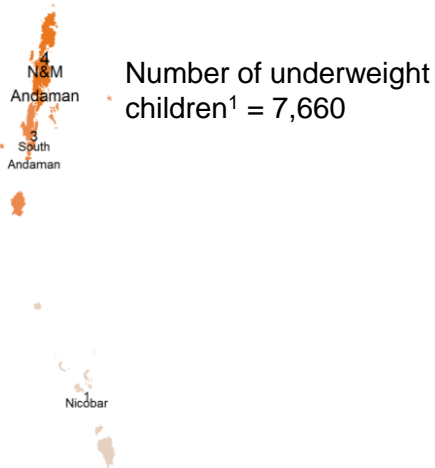 4
N&M
Andaman
Number of underweight
children¹ = 7,660
3
South
Andaman
1
Nicobar